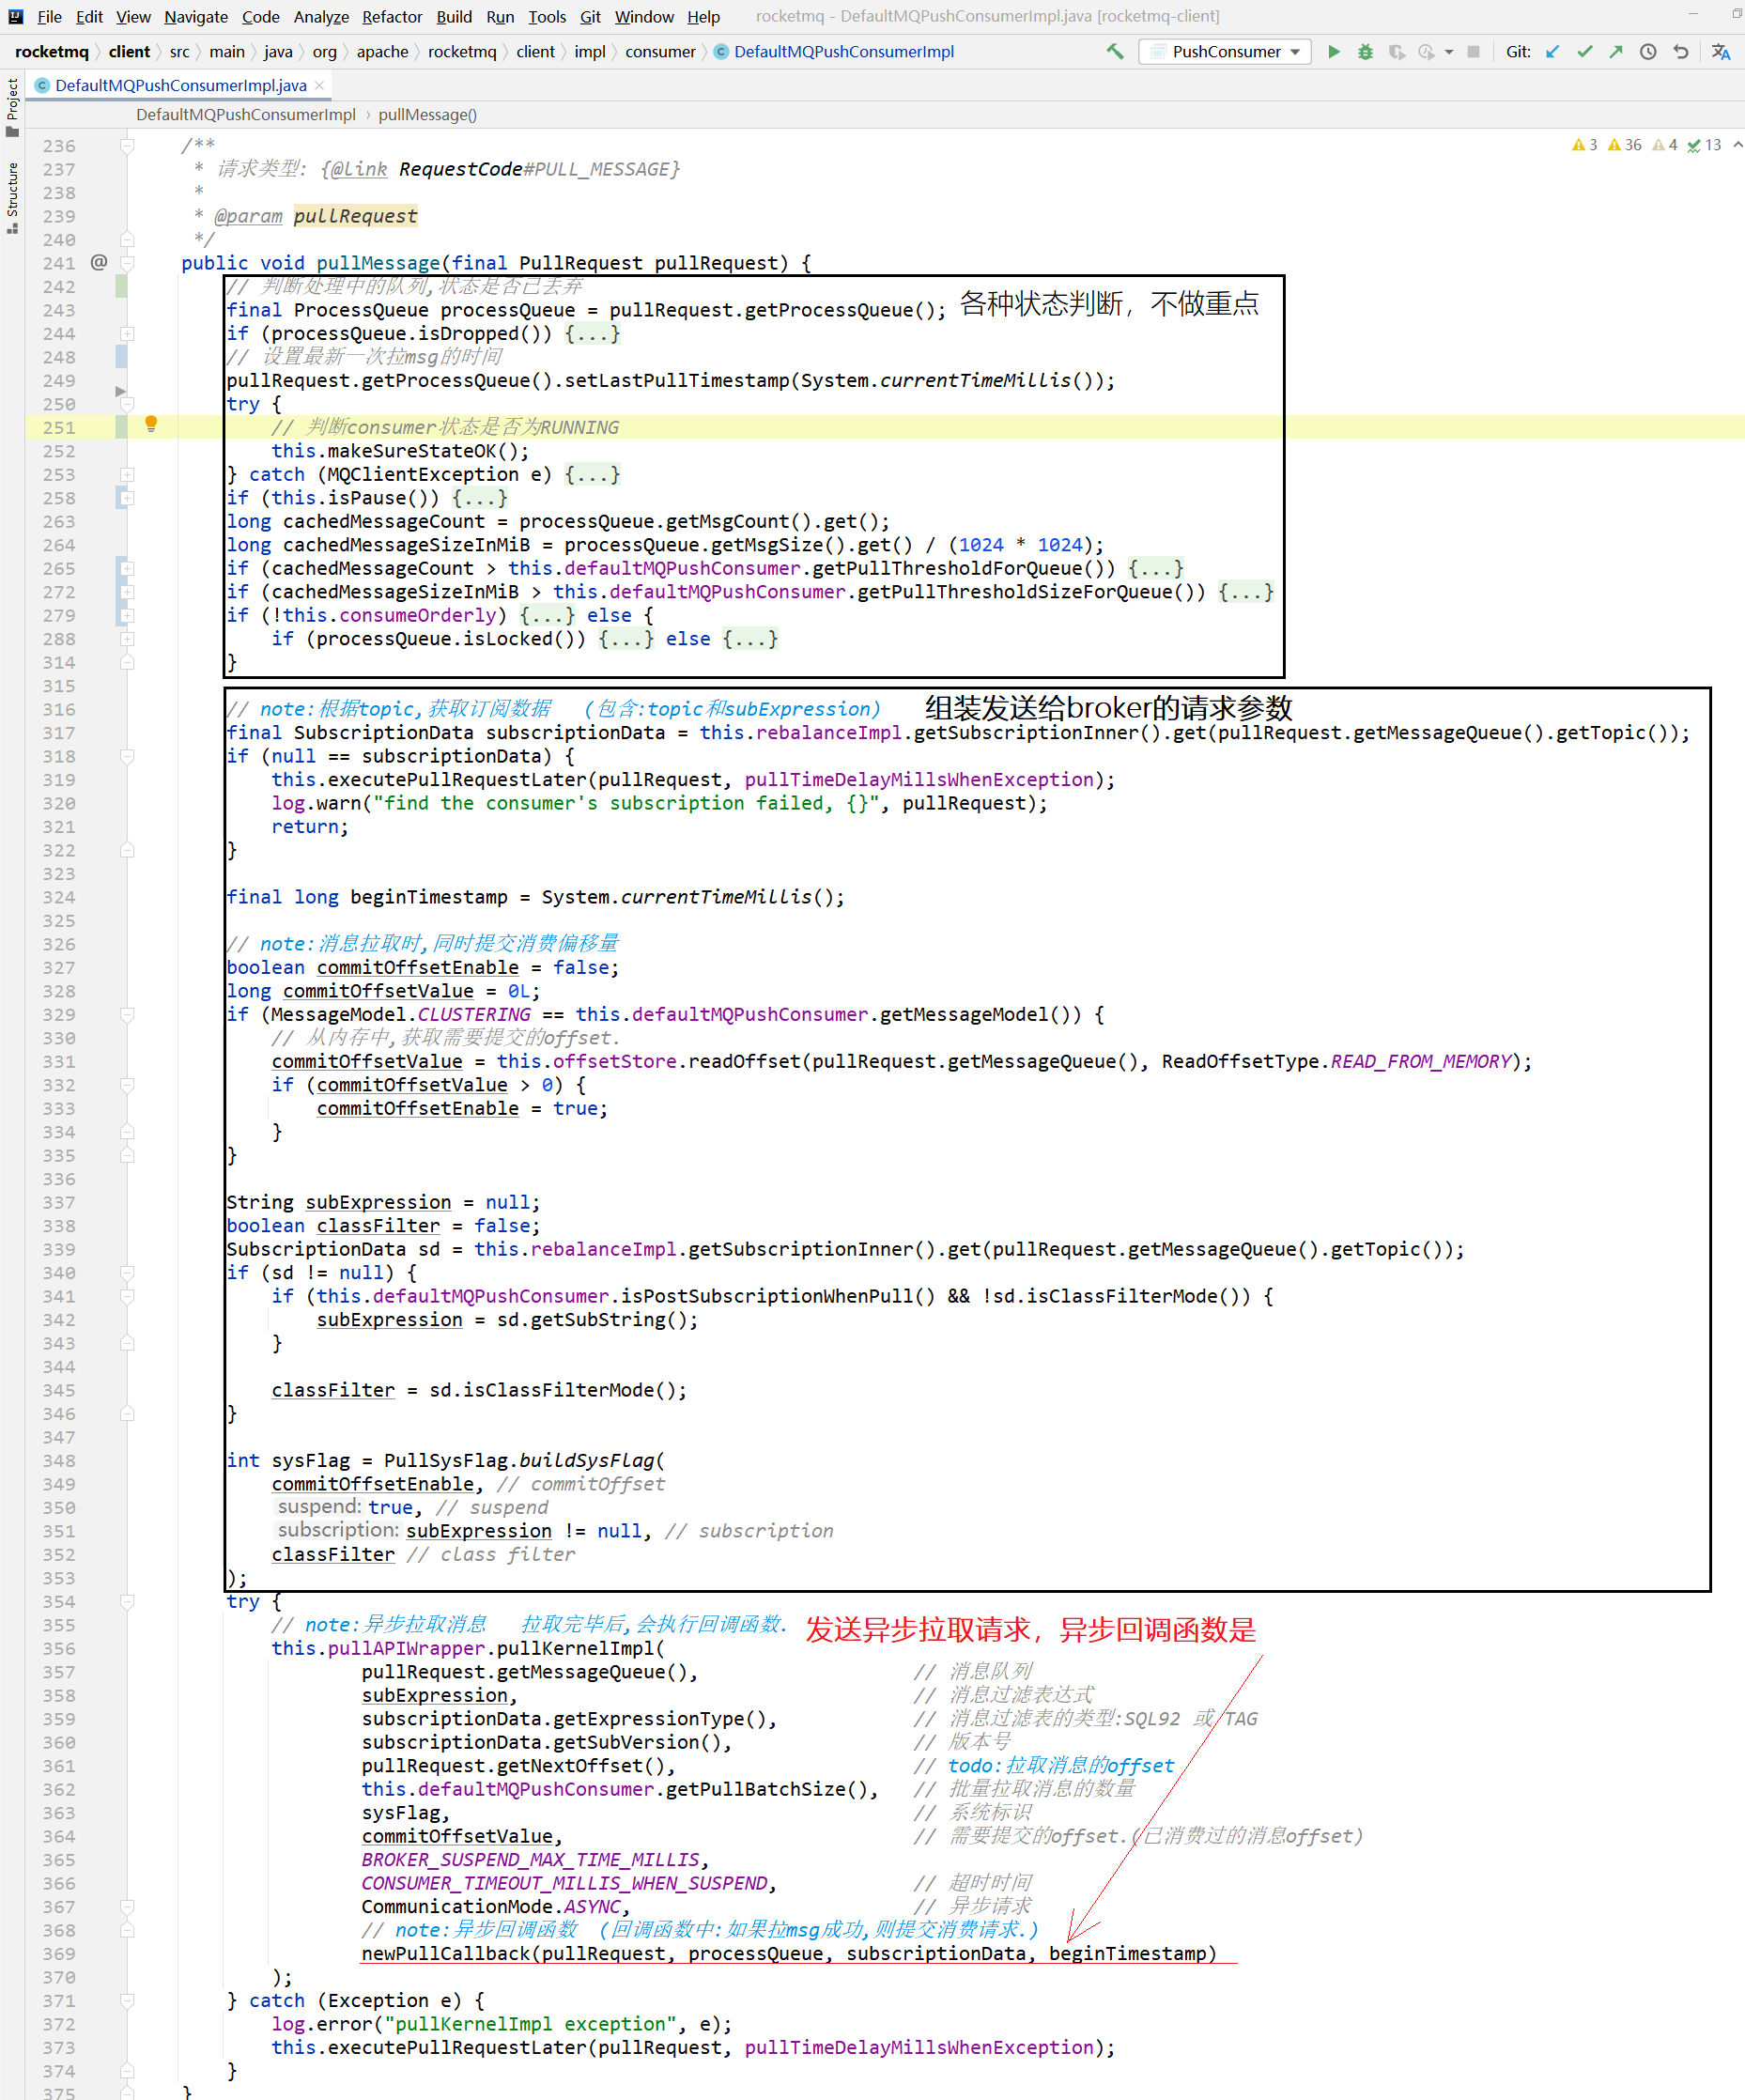 File Edit View Navigate Code Analyze Refactor Build Run Tools Git Window Help rocketmq - DefaultMQPushConsumerImpl.java [rocketmq-client]
rocketmq client src main java org apache rocketmq client impl consumer DefaultMQPushConsumerImpl PushConsumer Git:
DefaultMQPushConsumerImpl.java
Project
Structure
DefaultMQPushConsumerImpl › pullMessage()
3 36 4 13
236 /**
237 * 请求类型: {@link RequestCode#PULL_MESSAGE}
238 *
239 * @param pullRequest
240 */
241 @ public void pullMessage(final PullRequest pullRequest) {
242 // 判断处理中的队列,状态是否已丢弃
243 final ProcessQueue processQueue = pullRequest.getProcessQueue(); 各种状态判断，不做重点
244 if (processQueue.isDropped()) {...}
248 // 设置最新一次拉msg的时间
249 pullRequest.getProcessQueue().setLastPullTimestamp(System.currentTimeMillis());
250 try {
251 // 判断consumer状态是否为RUNNING
252 this.makeSureStateOK();
253 } catch (MQClientException e) {...}
258 if (this.isPause()) {...}
263 long cachedMessageCount = processQueue.getMsgCount().get();
264 long cachedMessageSizeInMiB = processQueue.getMsgSize().get() / (1024 * 1024);
265 if (cachedMessageCount > this.defaultMQPushConsumer.getPullThresholdForQueue()) {...}
272 if (cachedMessageSizeInMiB > this.defaultMQPushConsumer.getPullThresholdSizeForQueue()) {...}
279 if (!this.consumeOrderly) {...} else {
288 if (processQueue.isLocked()) {...} else {...}
314 }
315
316 // note:根据topic,获取订阅数据 (包含:topic和subExpression) 组装发送给broker的请求参数
317 final SubscriptionData subscriptionData = this.rebalanceImpl.getSubscriptionInner().get(pullRequest.getMessageQueue().getTopic());
318 if (null == subscriptionData) {
319 this.executePullRequestLater(pullRequest, pullTimeDelayMillsWhenException);
320 log.warn("find the consumer's subscription failed, {}", pullRequest);
321 return;
322 }
323
324 final long beginTimestamp = System.currentTimeMillis();
325
326 // note:消息拉取时,同时提交消费偏移量
327 boolean commitOffsetEnable = false;
328 long commitOffsetValue = 0L;
329 if (MessageModel.CLUSTERING == this.defaultMQPushConsumer.getMessageModel()) {
330 // 从内存中,获取需要提交的offset.
331 commitOffsetValue = this.offsetStore.readOffset(pullRequest.getMessageQueue(), ReadOffsetType.READ_FROM_MEMORY);
332 if (commitOffsetValue > 0) {
333 commitOffsetEnable = true;
334 }
335 }
336
337 String subExpression = null;
338 boolean classFilter = false;
339 SubscriptionData sd = this.rebalanceImpl.getSubscriptionInner().get(pullRequest.getMessageQueue().getTopic());
340 if (sd != null) {
341 if (this.defaultMQPushConsumer.isPostSubscriptionWhenPull() && !sd.isClassFilterMode()) {
342 subExpression = sd.getSubString();
343 }
344
345 classFilter = sd.isClassFilterMode();
346 }
347
348 int sysFlag = PullSysFlag.buildSysFlag(
349 commitOffsetEnable, // commitOffset
350 suspend: true, // suspend
351 subscription: subExpression != null, // subscription
352 classFilter // class filter
353 );
354 try {
355 // note:异步拉取消息 拉取完毕后,会执行回调函数. 发送异步拉取请求，异步回调函数是
356 this.pullAPIWrapper.pullKernelImpl(
357 pullRequest.getMessageQueue(), // 消息队列
358 subExpression, // 消息过滤表达式
359 subscriptionData.getExpressionType(), // 消息过滤表的类型:SQL92 或 TAG
360 subscriptionData.getSubVersion(), // 版本号
361 pullRequest.getNextOffset(), // todo:拉取消息的offset
362 this.defaultMQPushConsumer.getPullBatchSize(), // 批量拉取消息的数量
363 sysFlag, // 系统标识
364 commitOffsetValue, // 需要提交的offset.(已消费过的消息offset)
365 BROKER_SUSPEND_MAX_TIME_MILLIS,
366 CONSUMER_TIMEOUT_MILLIS_WHEN_SUSPEND, // 超时时间
367 CommunicationMode.ASYNC, // 异步请求
368 // note:异步回调函数 (回调函数中:如果拉msg成功,则提交消费请求.)
369 newPullCallback(pullRequest, processQueue, subscriptionData, beginTimestamp)
370 );
371 } catch (Exception e) {
372 log.error("pullKernelImpl exception", e);
373 this.executePullRequestLater(pullRequest, pullTimeDelayMillsWhenException);
374 }
375 }